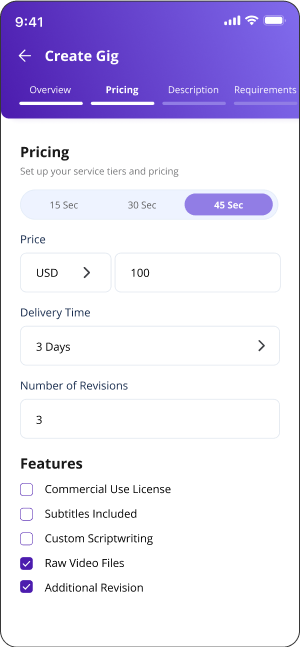 9:41
Create Gig
Overview Pricing Description Requirements
Pricing
Set up your service tiers and pricing
15 Sec 30 Sec 45 Sec
Price
USD 100
Delivery Time
3 Days
Number of Revisions
3
Features
Commercial Use License
Subtitles Included
Custom Scriptwriting
Raw Video Files
Additional Revision